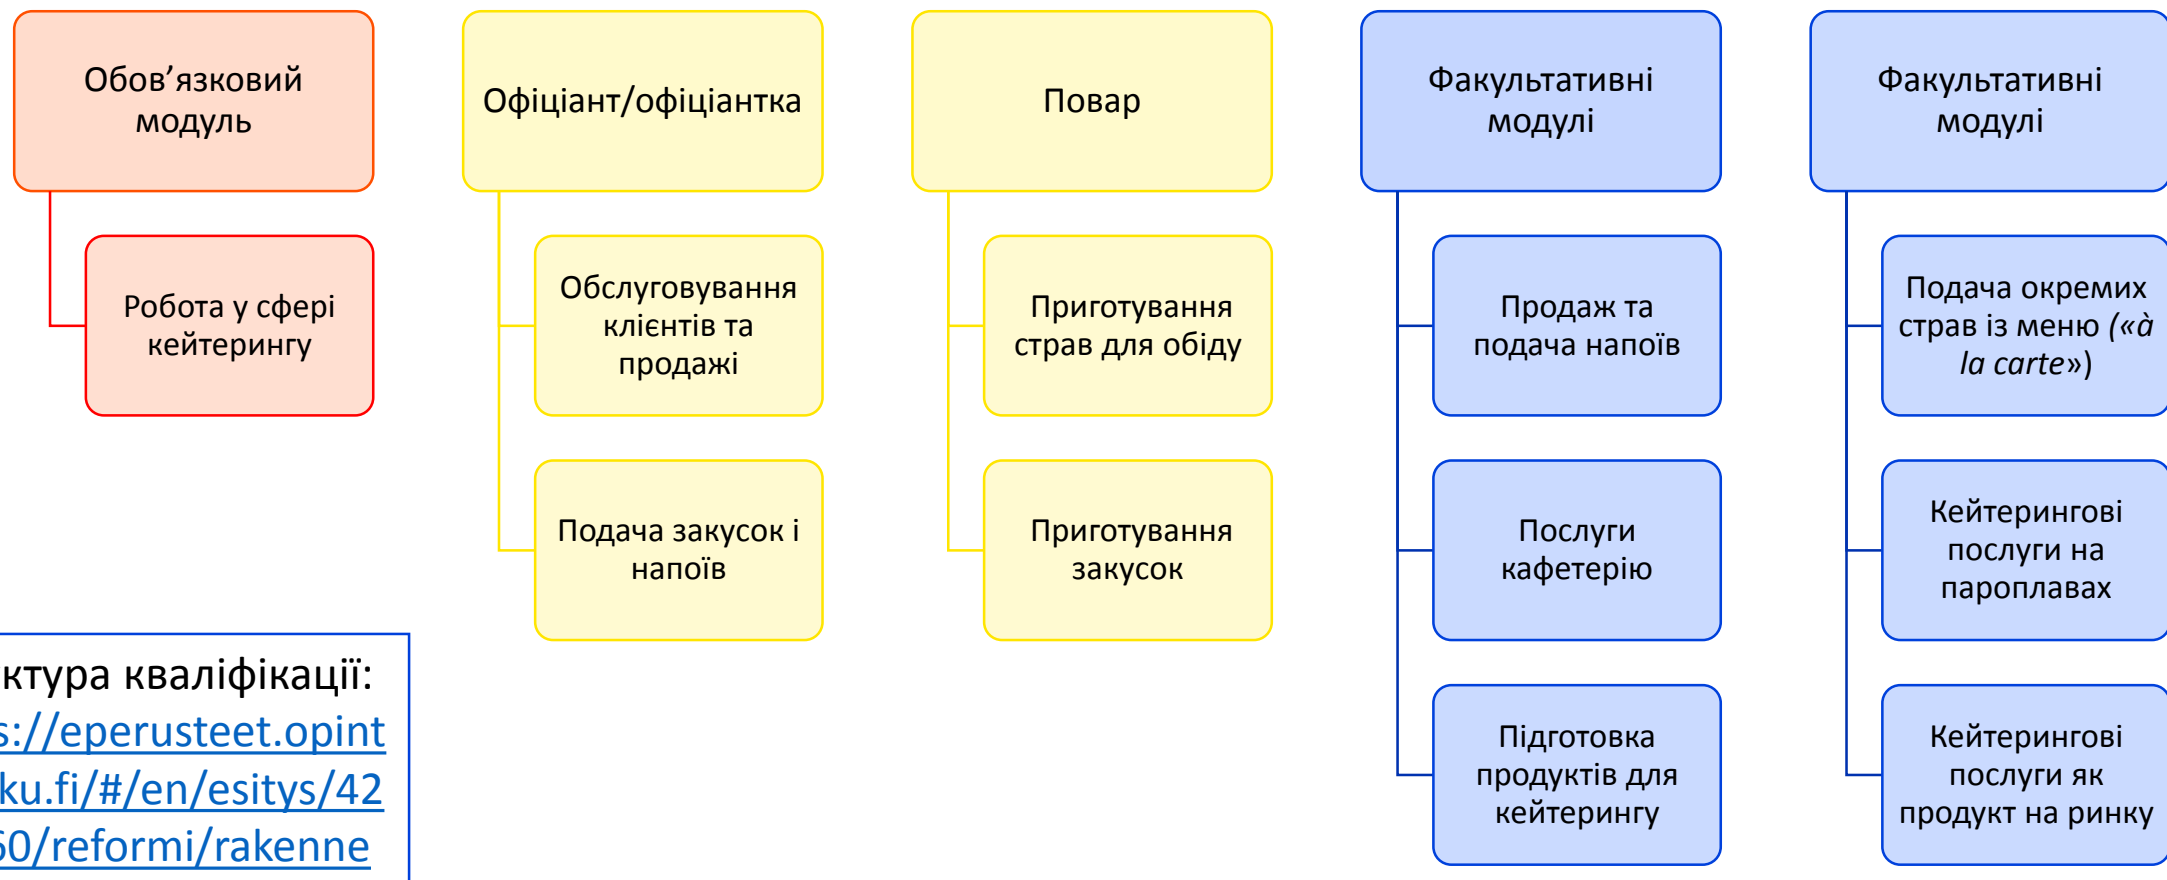 Обов’язковий
модуль
Робота у сфері
кейтерингу
Офіціант/офіціантка
Обслуговування
клієнтів та
продажі
Подача закусок і
напоїв
Повар
Приготування
страв для обіду
Приготування
закусок
Факультативні
модулі
Продаж та
подача напоїв
Послуги
кафетерію
Підготовка
продуктів для
кейтерингу
Факультативні
модулі
Подача окремих
страв із меню («à
la carte»)
Кейтерингові
послуги на
пароплавах
Кейтерингові
послуги як
продукт на ринку
ктура кваліфікації:
s://eperusteet.opint
ku.fi/#/en/esitys/42
60/reformi/rakenne